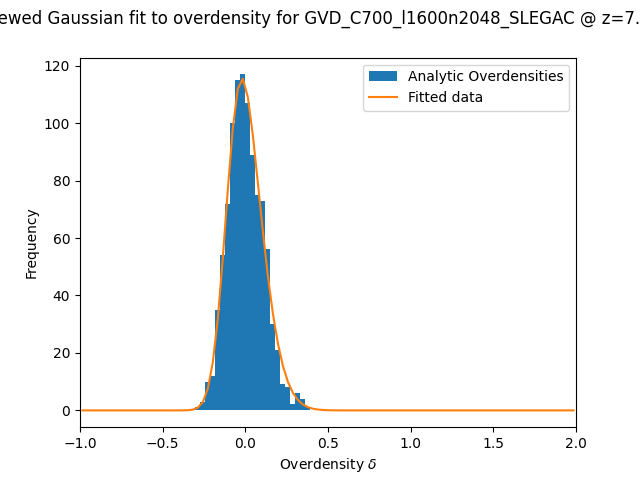 ewed Gaussian fit to overdensity for GVD_C700_l1600n2048_SLEGAC @ z=7.
Analytic Overdensities
Fitted data
Frequency
120
100
80
60
40
20
0
−1.0 −0.5 0.0 0.5 1.0 1.5 2.0
Overdensity δ